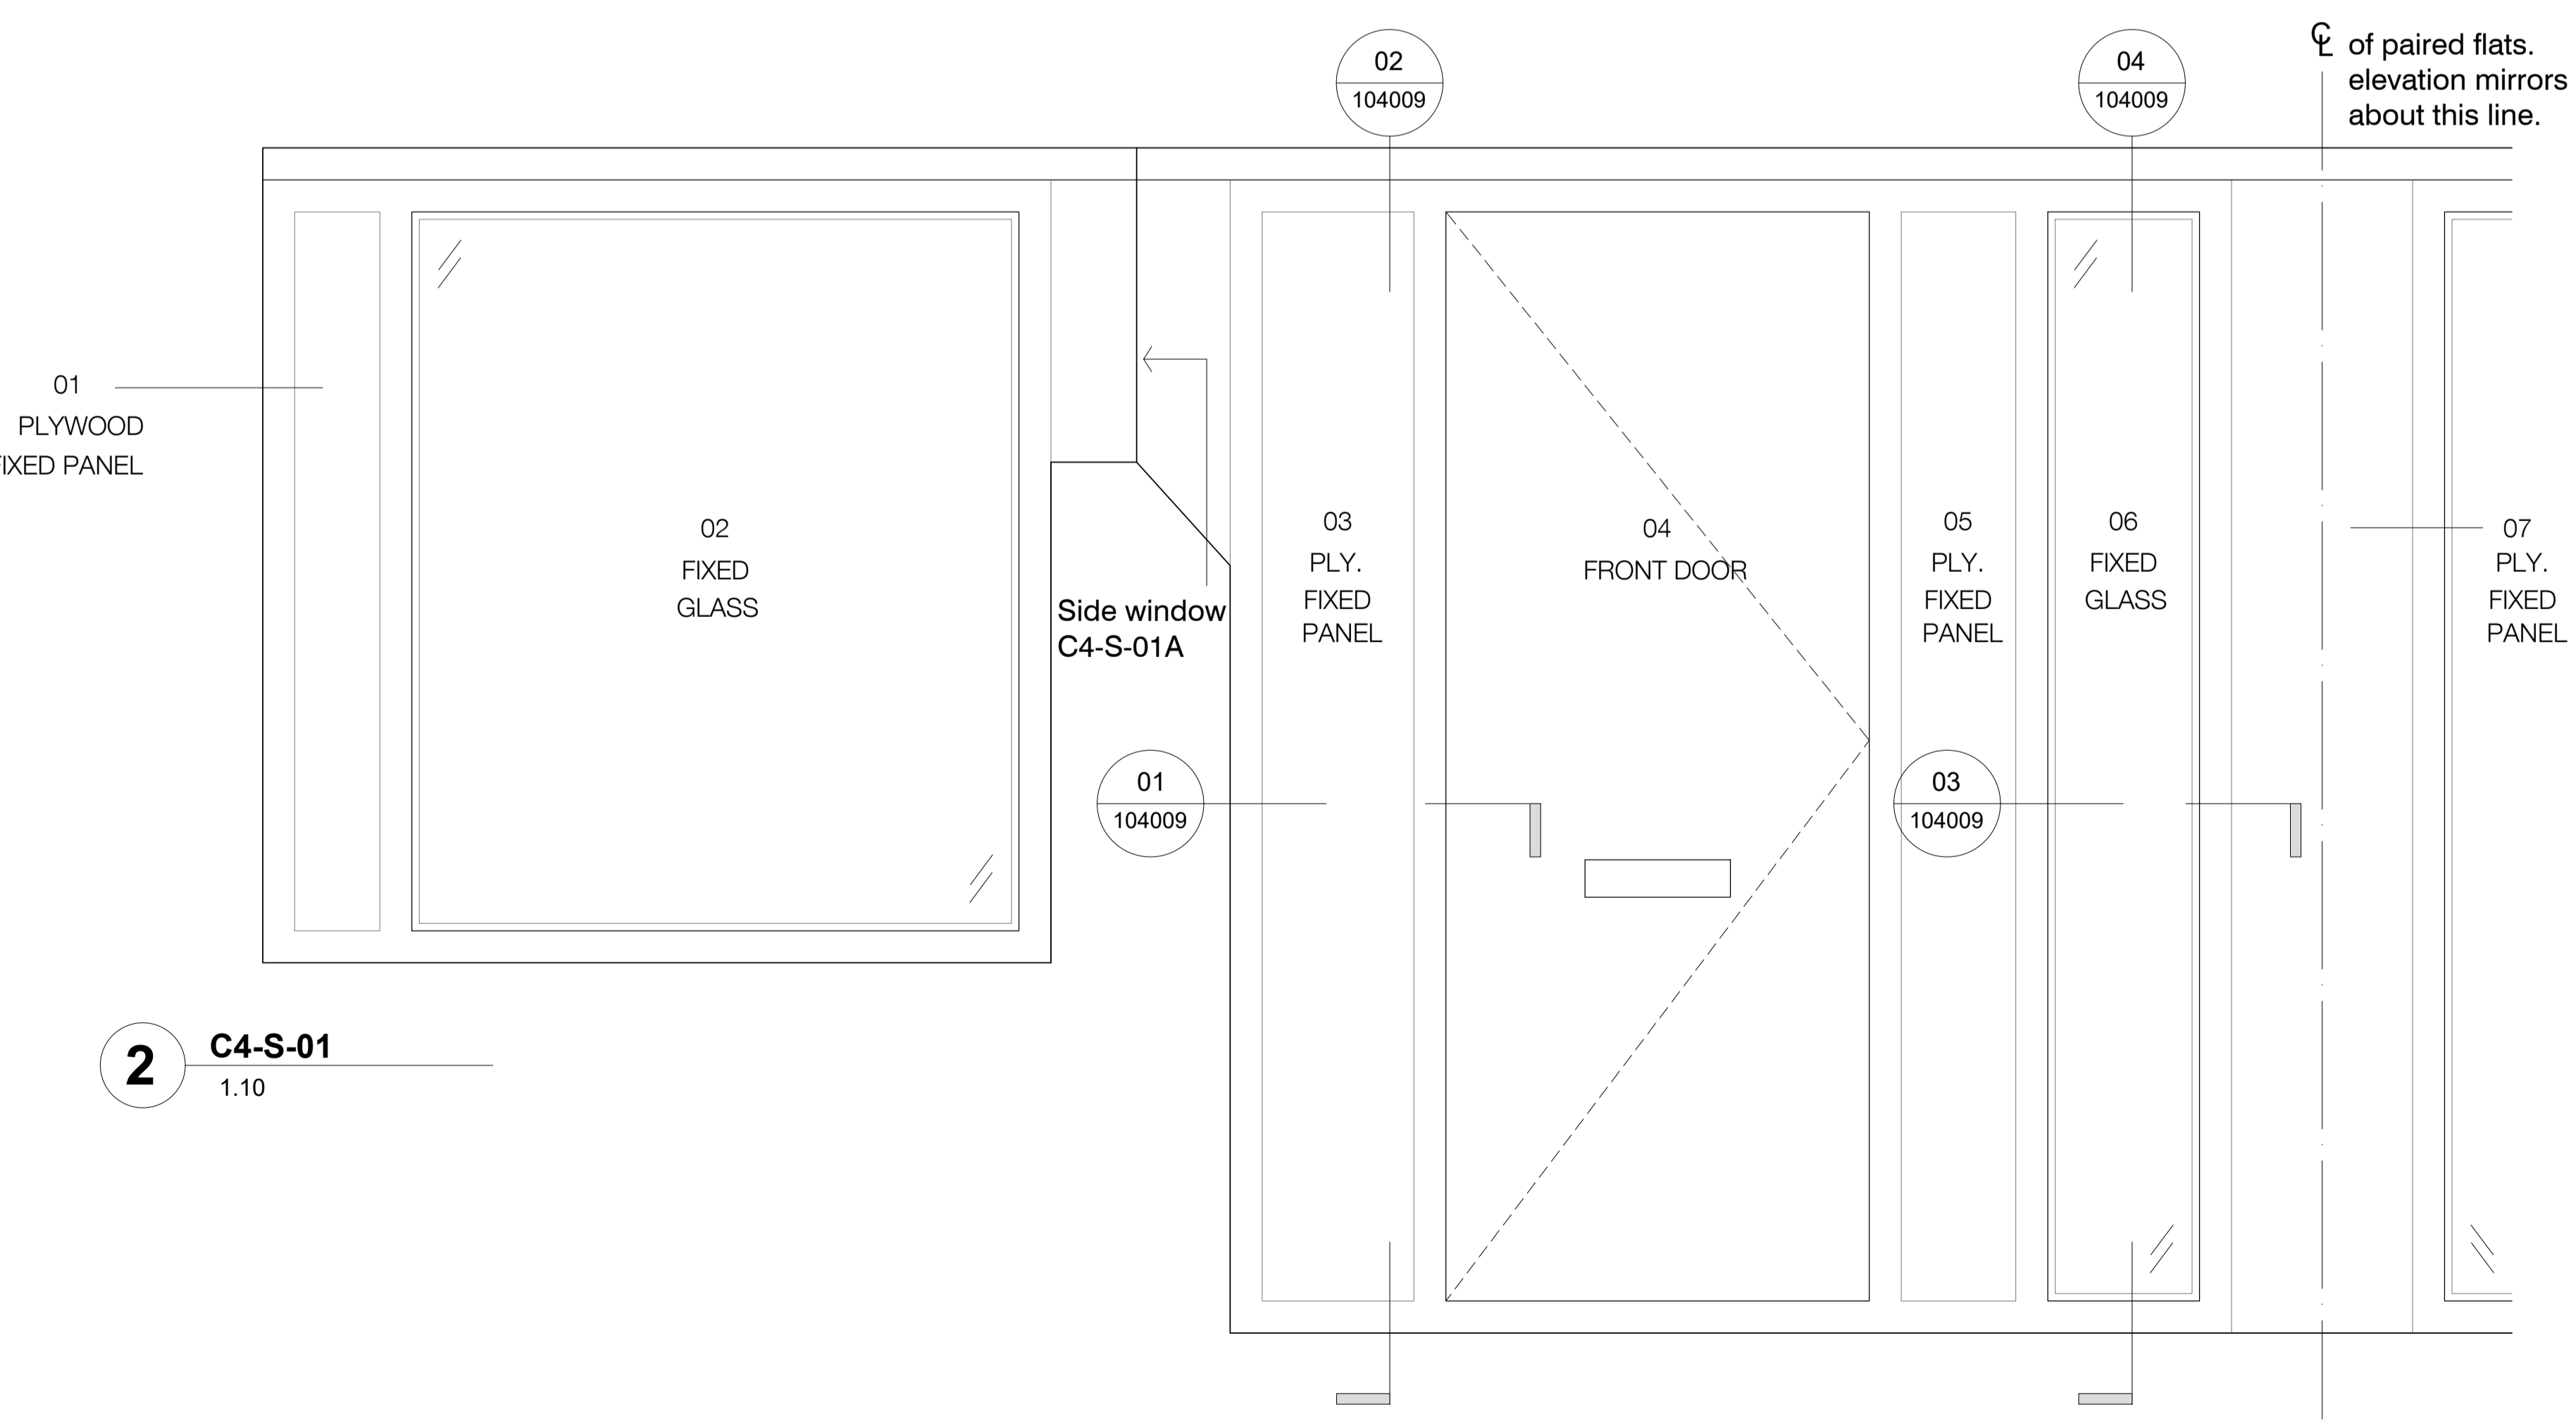 02
104009
04
104009
℄ of paired flats.
elevation mirrors
about this line.
01
PLYWOOD
FIXED PANEL
02
FIXED
GLASS
Side window
C4-S-01A
03
PLY.
FIXED
PANEL
04
FRONT DOOR
05
PLY.
FIXED
PANEL
06
FIXED
GLASS
07
PLY.
FIXED
PANEL
01
104009
03
104009
2
C4-S-01
1.10